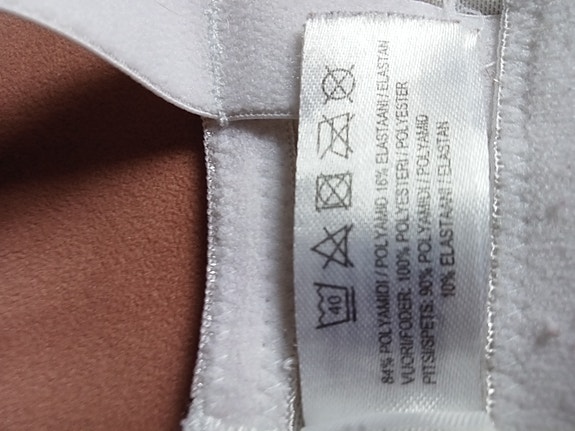 40
84% POLYAMIDI / POLYAMID 16% ELASTAANI / ELASTAN
VUORI/FODER: 100% POLYESTERI / POLYESTER
PITSI/SPETS: 90% POLYAMIDI / POLYAMID
10% ELASTAANI / ELASTAN